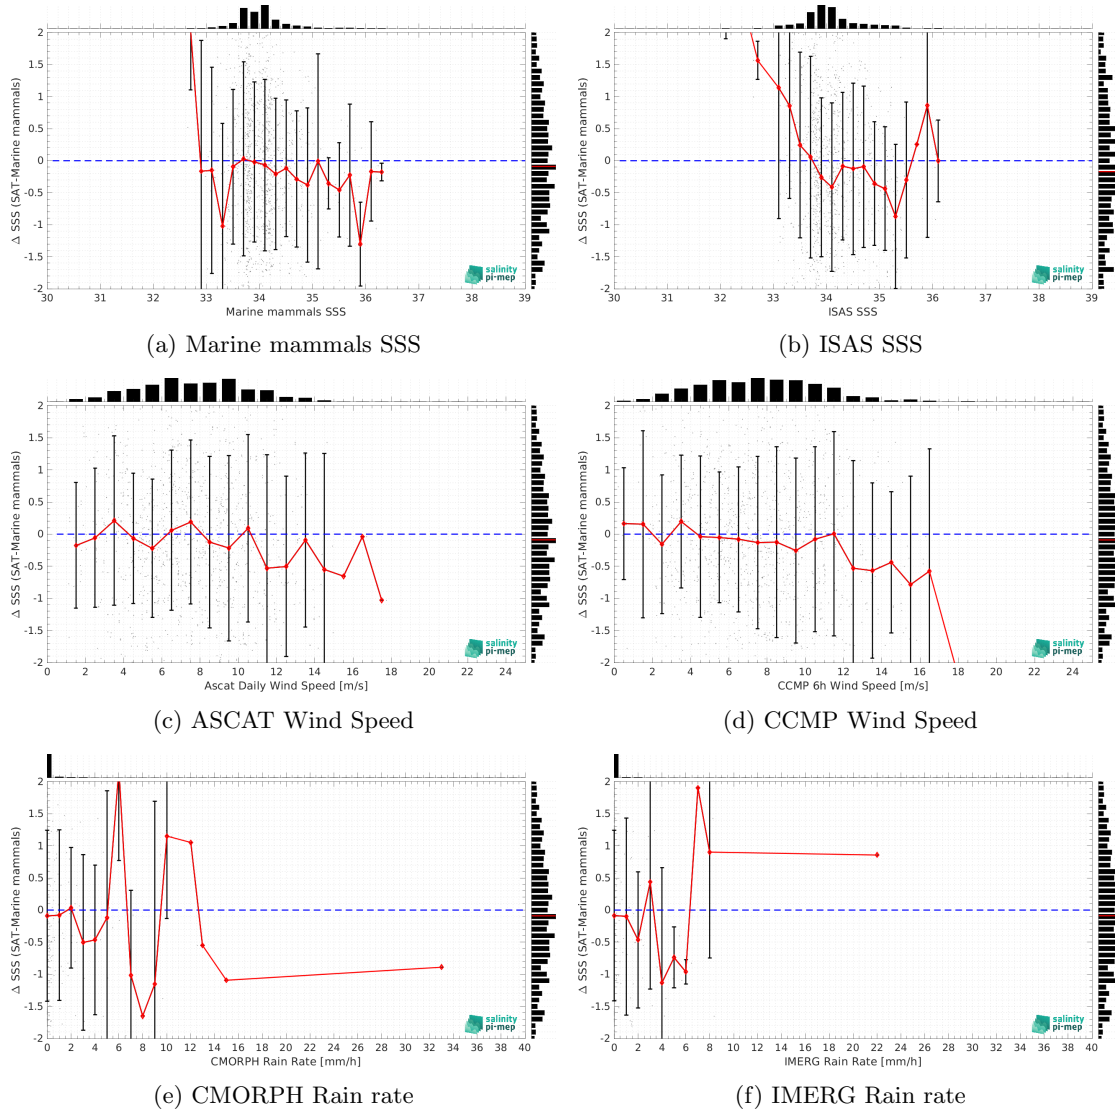 2
1.5
1
0.5
0
-0.5
-1
-1.5
-2
Δ SSS (SAT-Marine mammals)
30 31 32 33 34 35 36 37 38 39
Marine mammals SSS
salinity
pi-mep
(a) Marine mammals SSS
2
1.5
1
0.5
0
-0.5
-1
-1.5
-2
Δ SSS (SAT-Marine mammals)
30 31 32 33 34 35 36 37 38 39
ISAS SSS
salinity
pi-mep
(b) ISAS SSS
2
1.5
1
0.5
0
-0.5
-1
-1.5
-2
Δ SSS (SAT-Marine mammals)
0 2 4 6 8 10 12 14 16 18 20 22 24
Ascat Daily Wind Speed [m/s]
salinity
pi-mep
(c) ASCAT Wind Speed
2
1.5
1
0.5
0
-0.5
-1
-1.5
-2
Δ SSS (SAT-Marine mammals)
0 2 4 6 8 10 12 14 16 18 20 22 24
CCMP 6h Wind Speed [m/s]
salinity
pi-mep
(d) CCMP Wind Speed
2
1.5
1
0.5
0
-0.5
-1
-1.5
-2
Δ SSS (SAT-Marine mammals)
0 2 4 6 8 10 12 14 16 18 20 22 24 26 28 30 32 34 36 38 40
CMORPH Rain Rate [mm/h]
salinity
pi-mep
(e) CMORPH Rain rate
2
1.5
1
0.5
0
-0.5
-1
-1.5
-2
Δ SSS (SAT-Marine mammals)
0 2 4 6 8 10 12 14 16 18 20 22 24 26 28 30 32 34 36 38 40
IMERG Rain Rate [mm/h]
salinity
pi-mep
(f) IMERG Rain rate